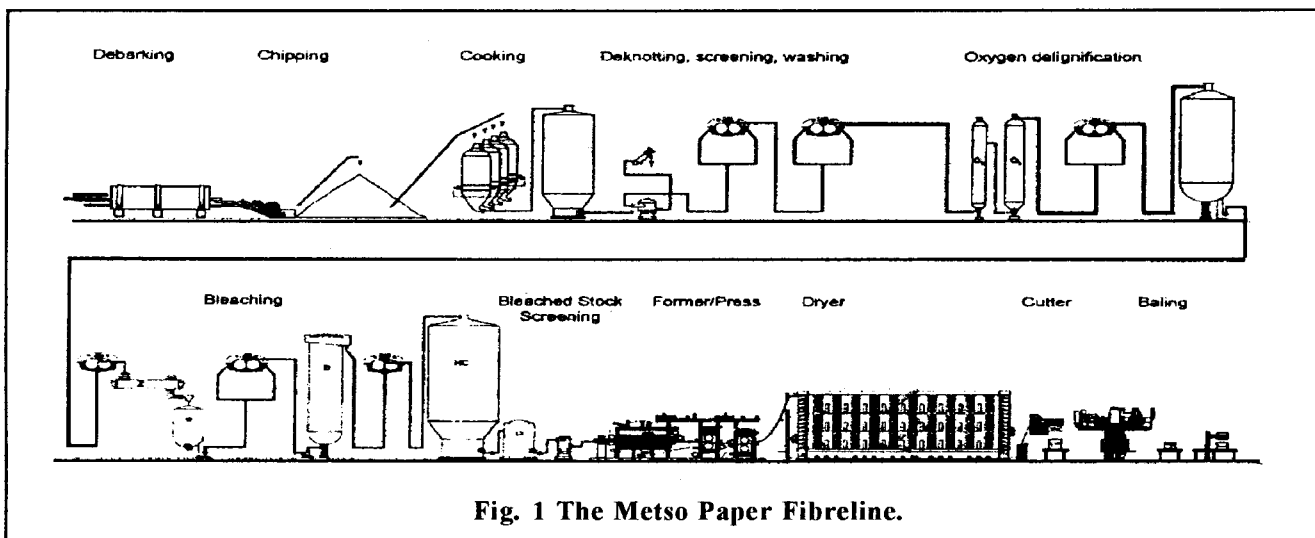 Debarking Chipping Cooking Deknotting, screening, washing Oxygen delignification
Bleaching Bleached Stock Former/Press Dryer Cutter Baling
Screening
HC
Fig. 1 The Metso Paper Fibreline.